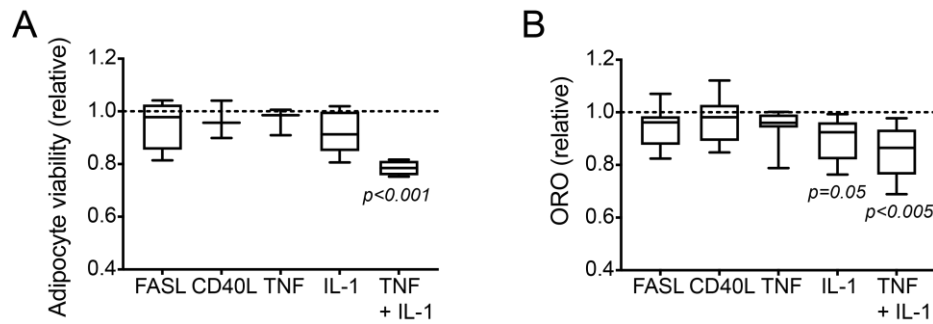 A
Adipocyte viability (relative)
1.2
1.0
0.8
0.6
0.4
p<0.001
FASL CD40L TNF IL-1 TNF
+ IL-1
B
ORO (relative)
1.2
1.0
0.8
0.6
0.4
p=0.05
p<0.005
FASL CD40L TNF IL-1 TNF
+ IL-1